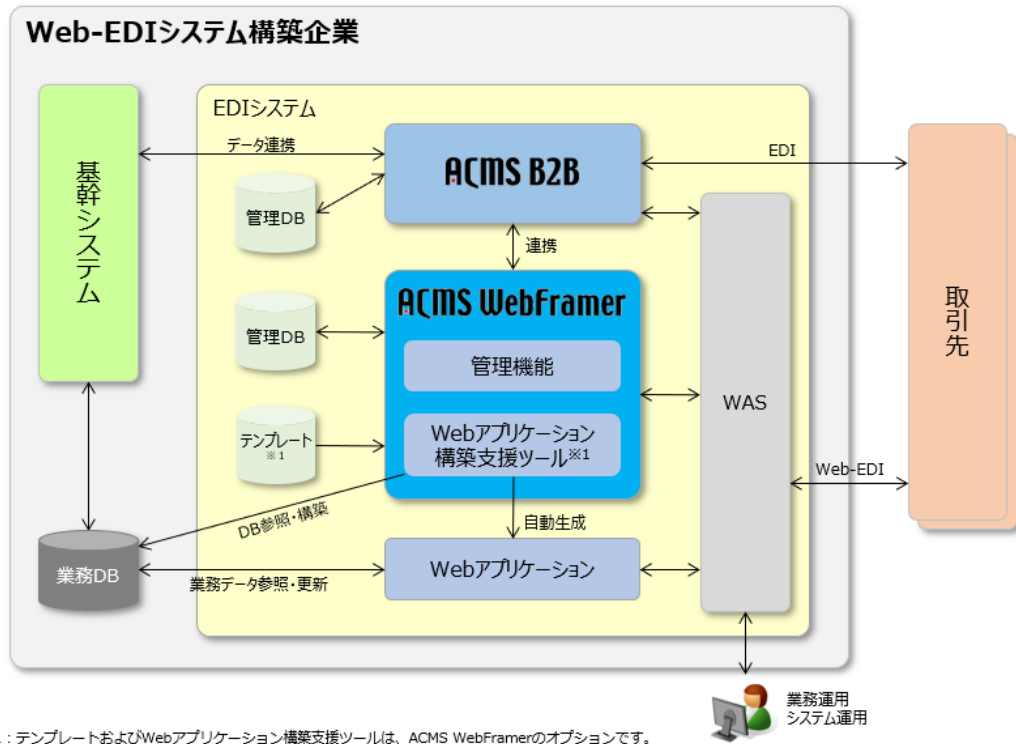 Web-EDIシステム構築企業
EDIシステム
基幹システム
データ連携
ACMS B2B
EDI
管理DB
連携
ACMS WebFramer
管理DB
管理機能
取引先
WAS
テンプレート
※1
Webアプリケーション
構築支援ツール※1
Web-EDI
DB参照・構築
自動生成
業務DB
Webアプリケーション
業務データ参照・更新
業務運用
システム運用
:テンプレートおよびWebアプリケーション構築支援ツールは、ACMS WebFramerのオプションです。